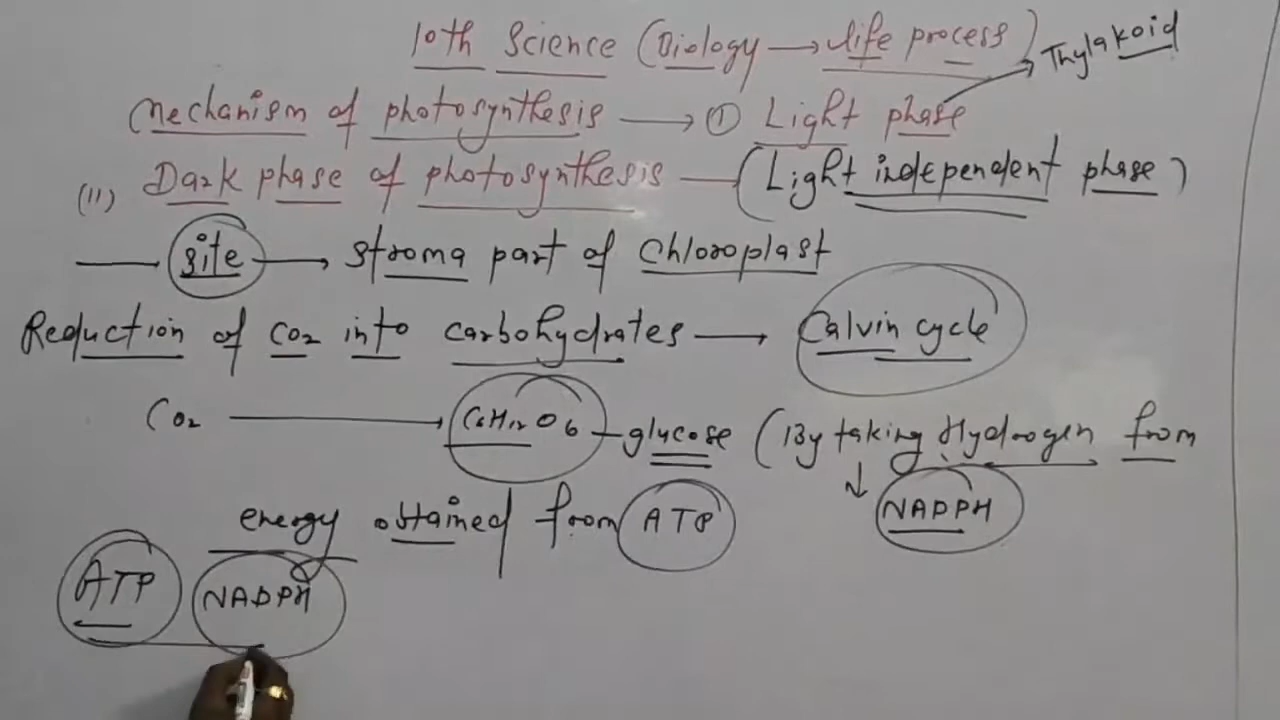 10th Science (Biology → life process)
Thylakoid
Mechanism of photosynthesis → (1) Light phase
(11) Dark phase of photosynthesis — (Light independent phase)
— site → stroma part of Chloroplast
Reduction of CO2 into carbohydrates → Calvin cycle
CO2 → C6H12O6 - glucose (By taking Hydrogen from
↓ NADPH
energy obtained from ATP
ATP NADPH